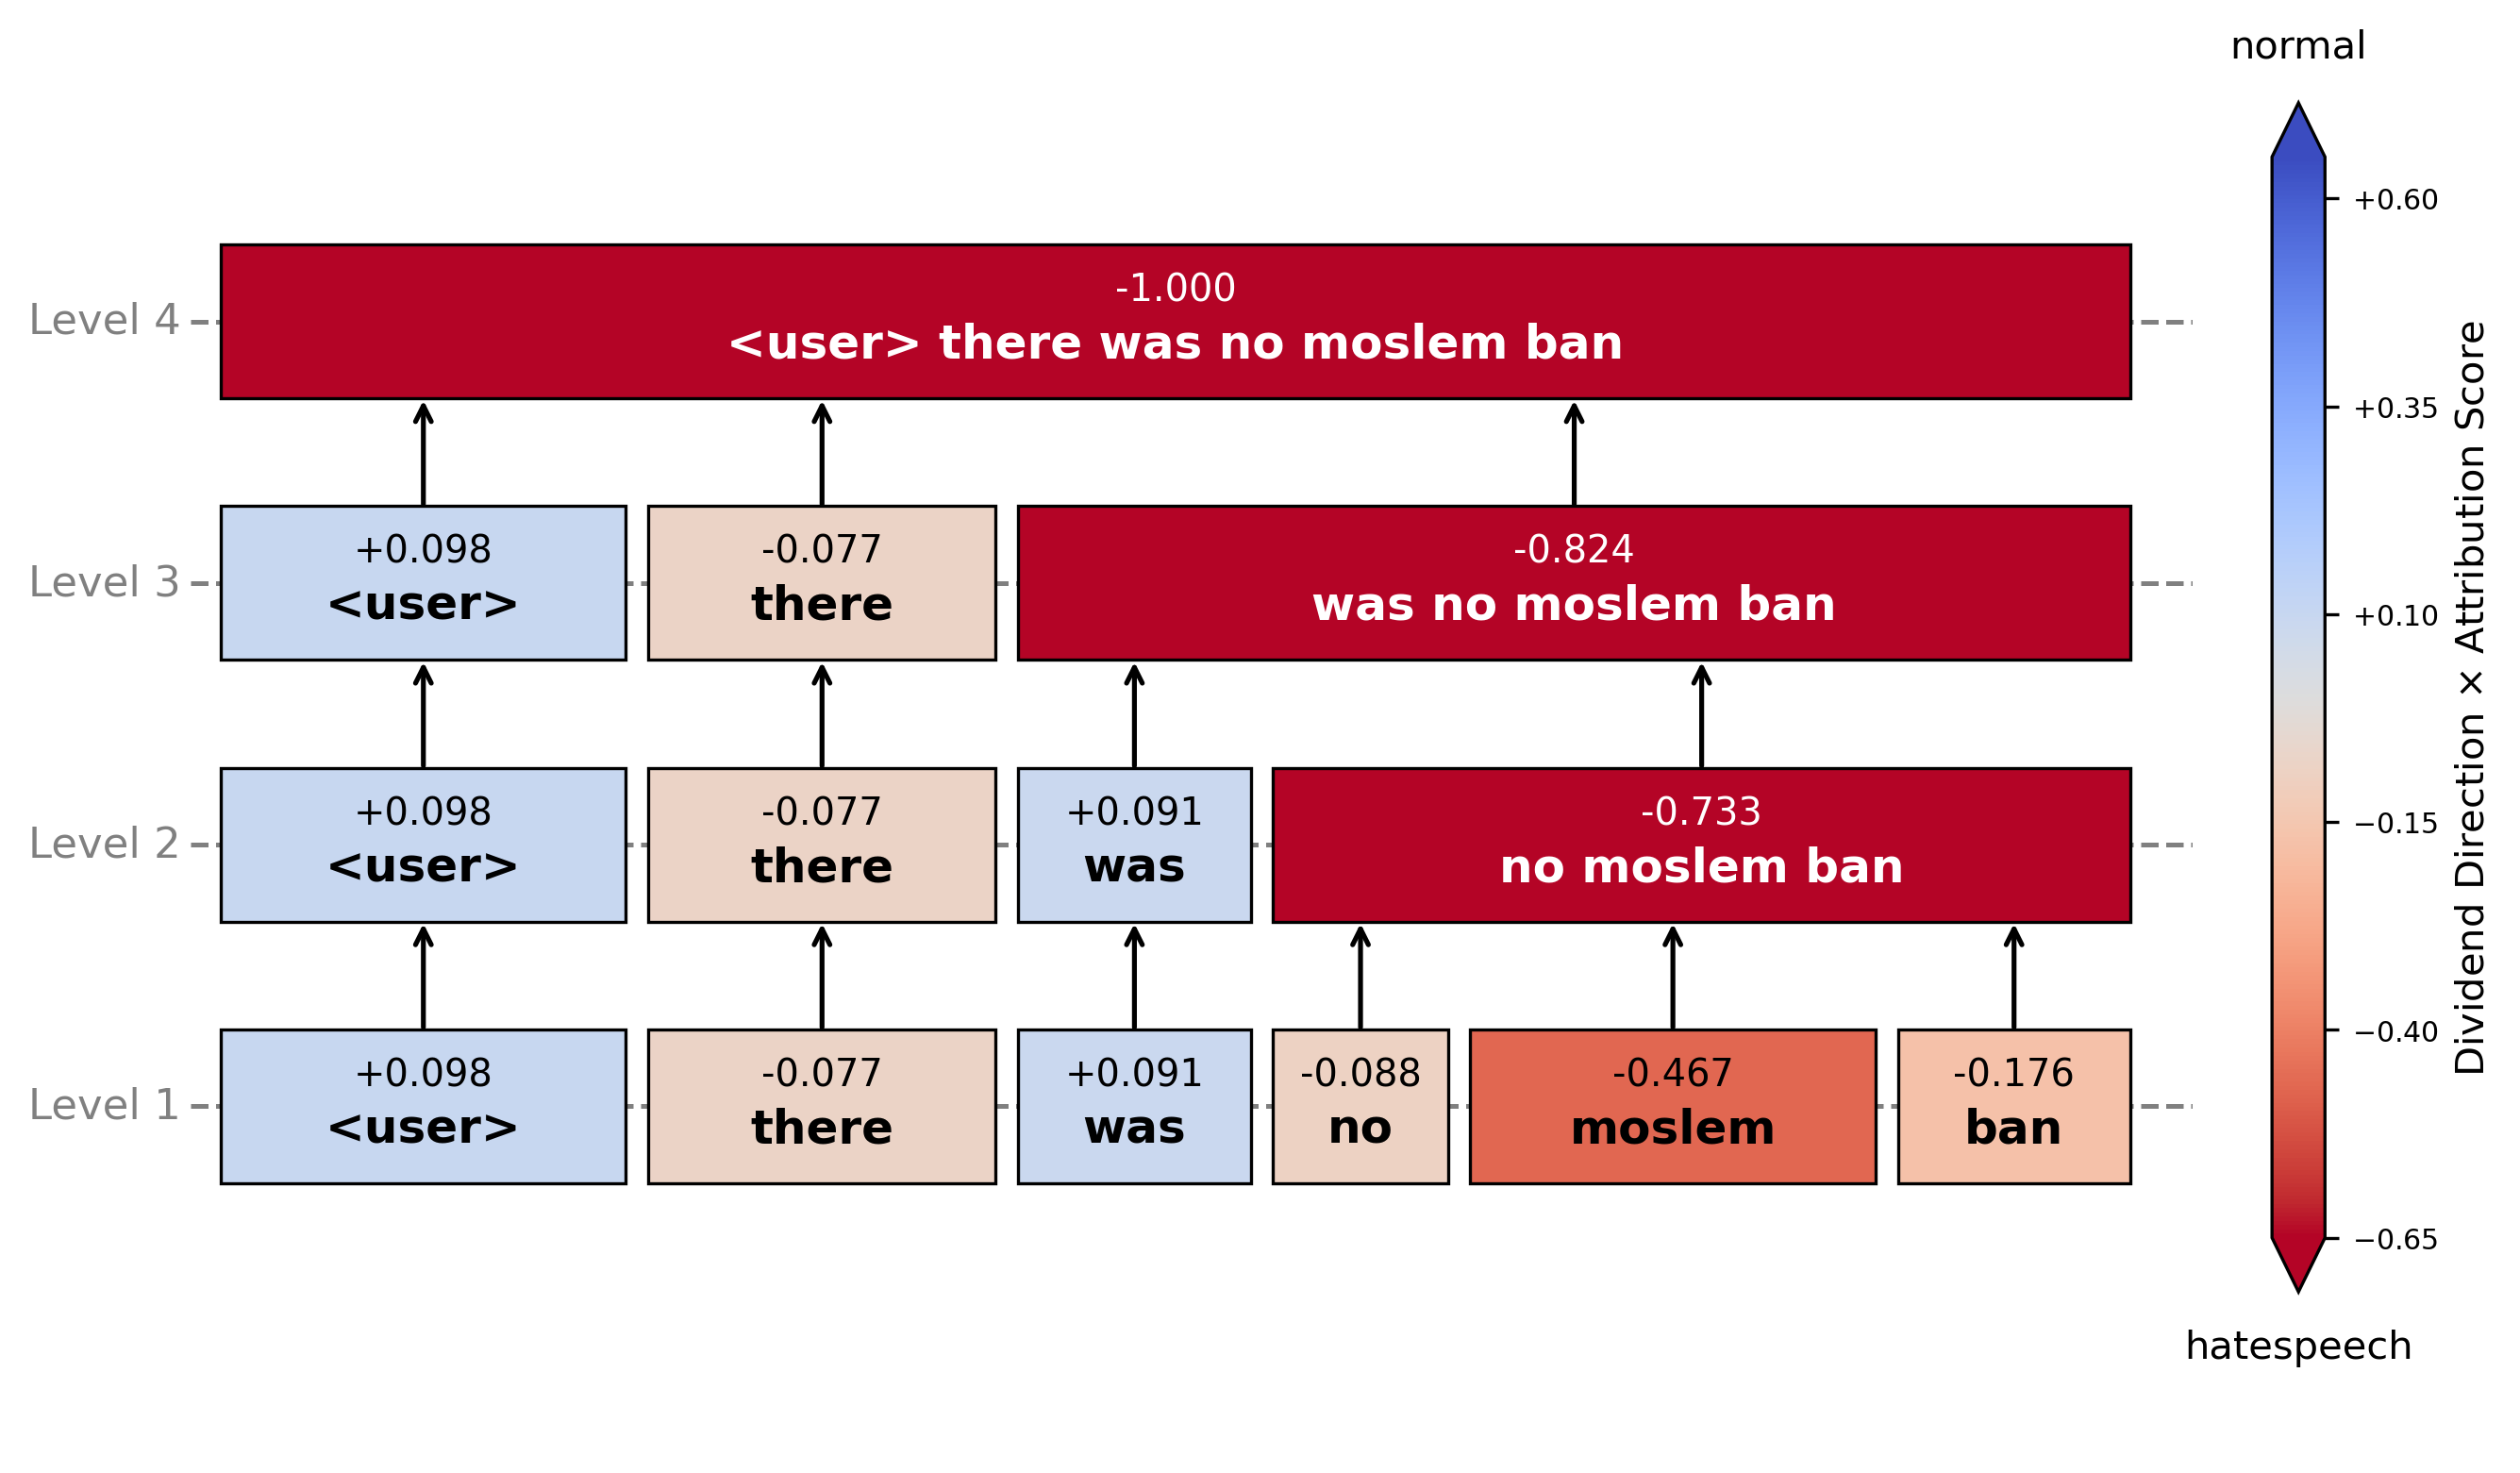 normal
-1.000
<user> there was no moslem ban
Level 4
+0.098
<user>
-0.077
there
-0.824
was no moslem ban
Level 3
+0.098
<user>
-0.077
there
+0.091
was
-0.733
no moslem ban
Level 2
+0.098
<user>
-0.077
there
+0.091
was
-0.088
no
-0.467
moslem
-0.176
ban
Level 1
+0.60
+0.35
+0.10
−0.15
−0.40
−0.65
Dividend Direction × Attribution Score
hatespeech